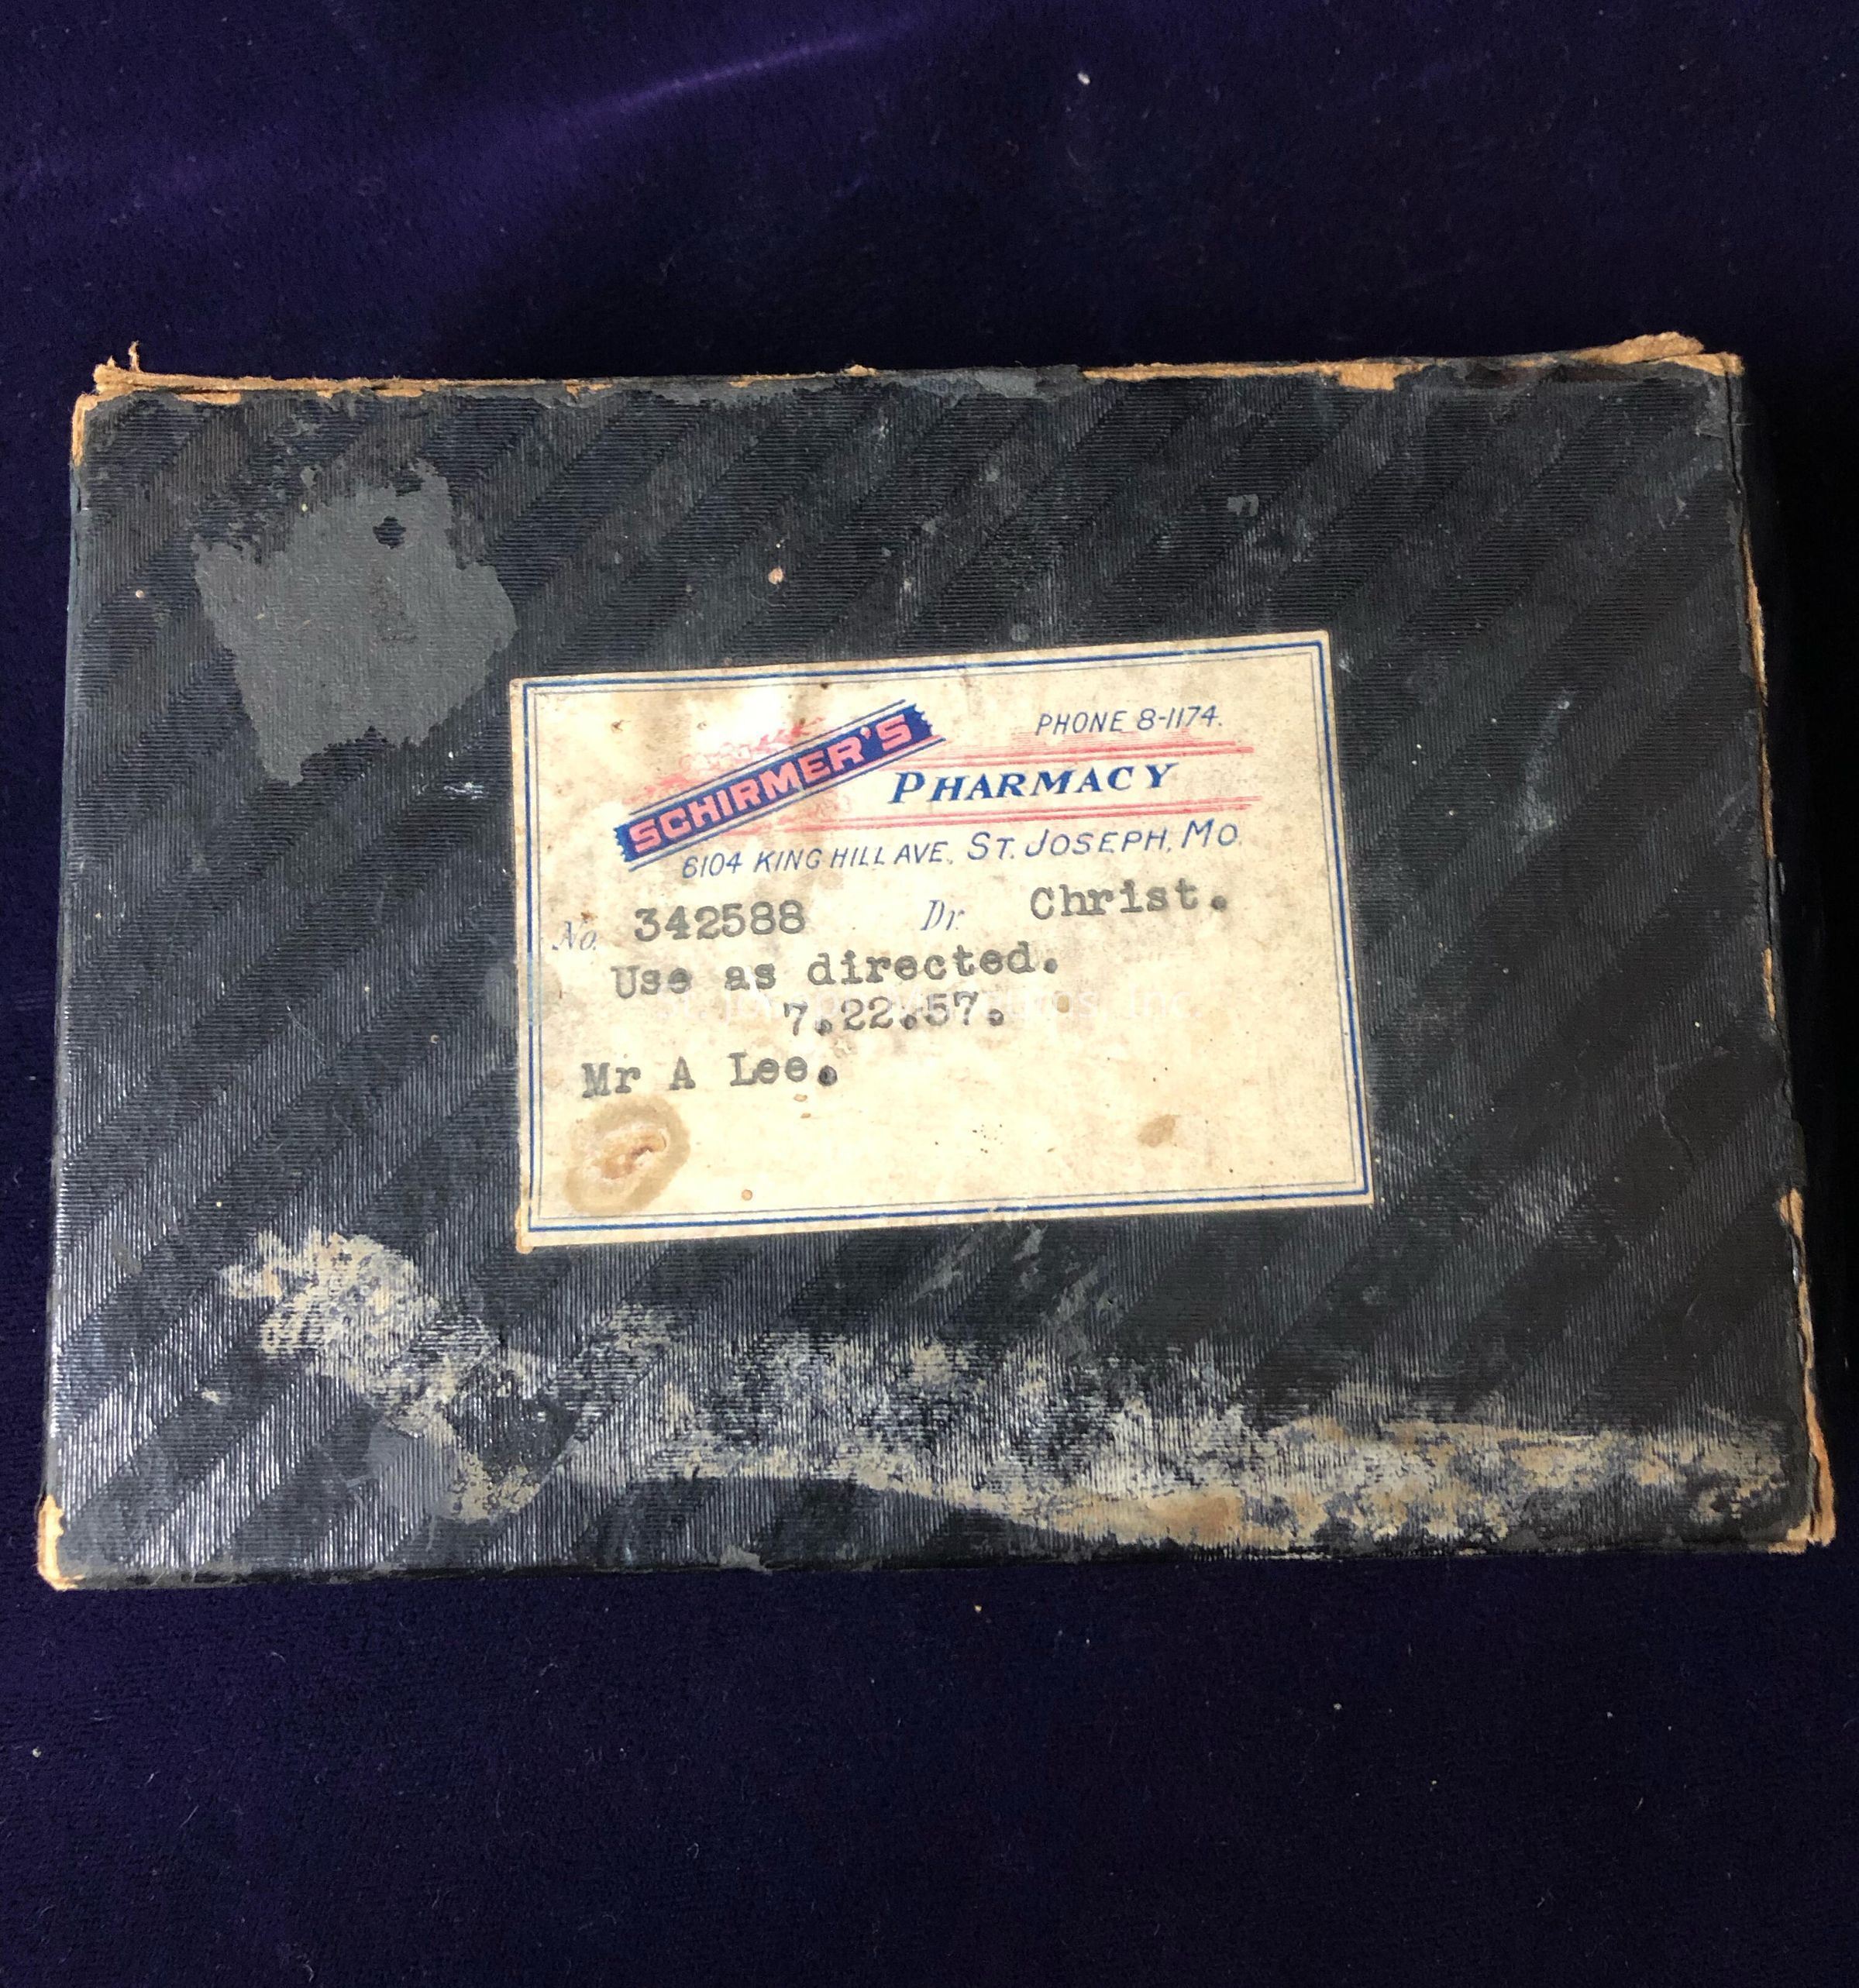 PHONE 8-1174.
SCHIRMER'S
PHARMACY
6104 KING HILL AVE. ST. JOSEPH, MO.
No. 342588 Dr. Christ.
Use as directed.
7.22.57.
Mr A Lee.